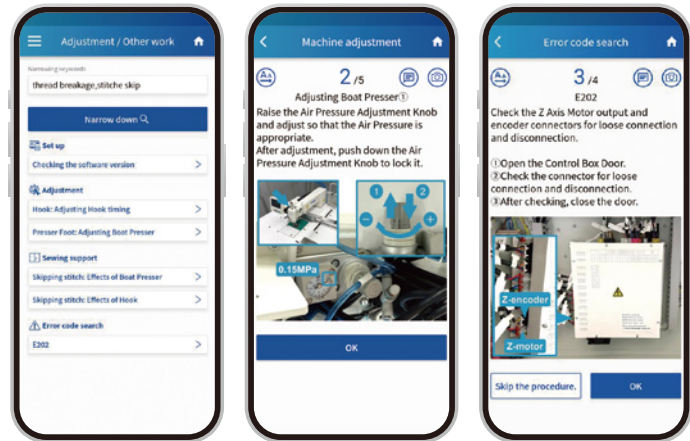 Adjustment / Other work
Narrowing keywords
thread breakage,stitche skip
Narrow down
Set up
Checking the software version
Adjustment
Hook: Adjusting Hook timing
Presser Foot: Adjusting Boat Presser
Sewing support
Skipping stitch: Effects of Boat Presser
Skipping stitch: Effects of Hook
Error code search
E202
Machine adjustment
2 /5
Adjusting Boat Presser①
Raise the Air Pressure Adjustment Knob
and adjust so that the Air Pressure is
appropriate.
After adjustment, push down the Air
Pressure Adjustment Knob to lock it.
1 2
− +
0.15MPa
OK
Error code search
3 /4
E202
Check the Z Axis Motor output and
encoder connectors for loose connection
and disconnection.
①Open the Control Box Door.
②Check the connector for loose
connection and disconnection.
③After checking, close the door.
Z-encoder
Z-motor
Skip the procedure.
OK